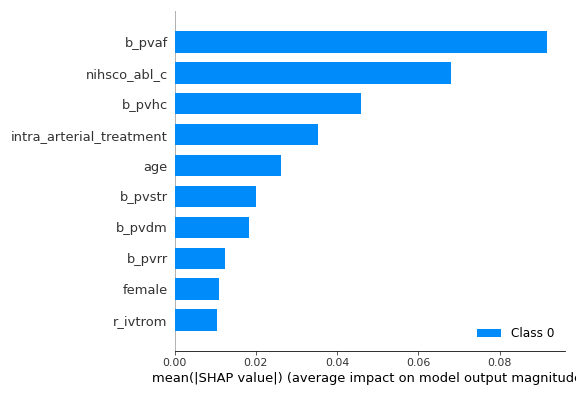 b_pvaf
nihsco_abl_c
b_pvhc
intra_arterial_treatment
age
b_pvstr
b_pvdm
b_pvrr
female
r_ivtrom
Class 0
0.00 0.02 0.04 0.06 0.08
mean(|SHAP value|) (average impact on model output magnitude